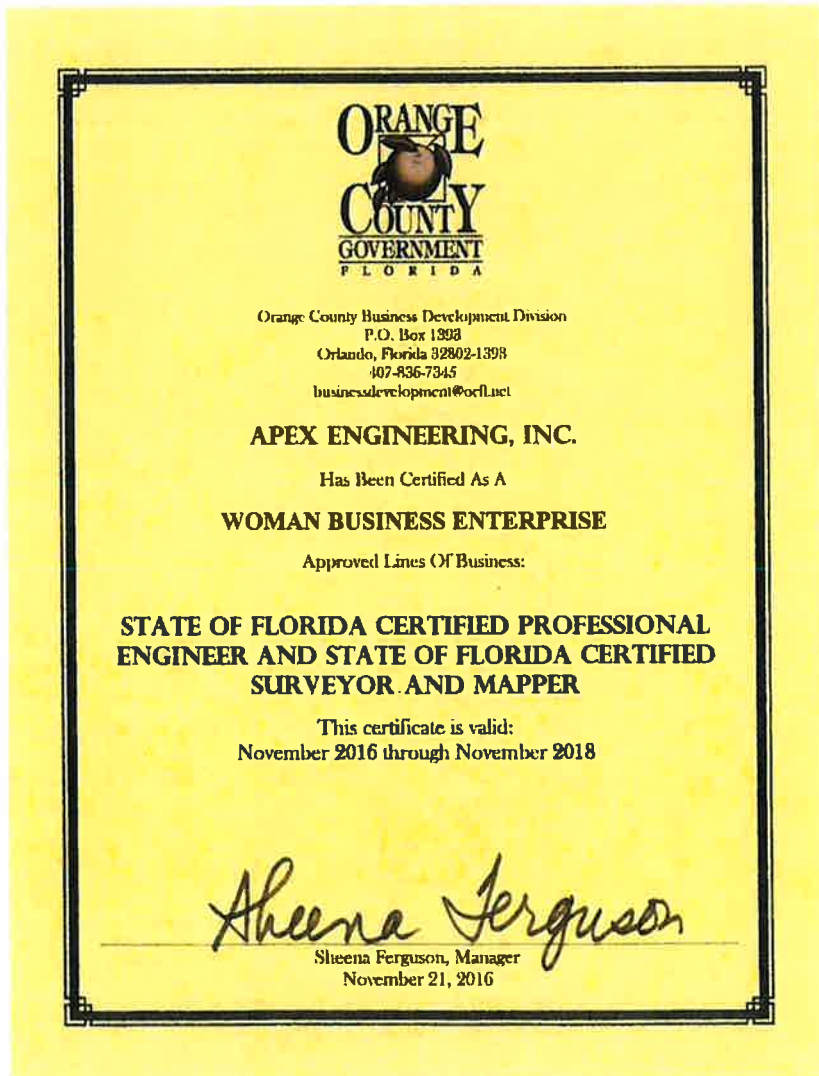 ORANGE
COUNTY
GOVERNMENT
FLORIDA
Orange County Business Development Division
P.O. Box 1393
Orlando, Florida 32802-1393
407-836-7345
businessdevelopment@ocfl.net
APEX ENGINEERING, INC.
Has Been Certified As A
WOMAN BUSINESS ENTERPRISE
Approved Lines Of Business:
STATE OF FLORIDA CERTIFIED PROFESSIONAL
ENGINEER AND STATE OF FLORIDA CERTIFIED
SURVEYOR AND MAPPER
This certificate is valid:
November 2016 through November 2018
Sheena Ferguson
Sheena Ferguson, Manager
November 21, 2016